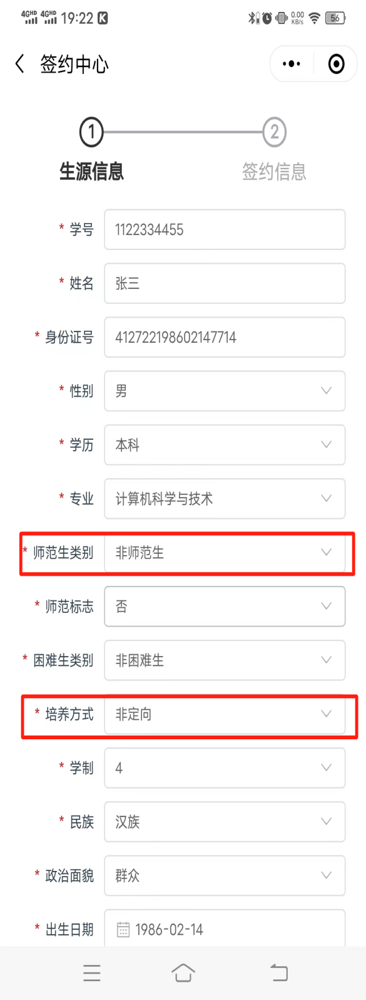 4GHD 4GHD 19:22 K 0.00 KB/s 56
签约中心
1 2
生源信息 签约信息
* 学号 1122334455
* 姓名 张三
* 身份证号 412722198602147714
* 性别 男
* 学历 本科
* 专业 计算机科学与技术
* 师范生类别 非师范生
* 师范标志 否
* 困难生类别 非困难生
* 培养方式 非定向
* 学制 4
* 民族 汉族
* 政治面貌 群众
* 出生日期 1986-02-14